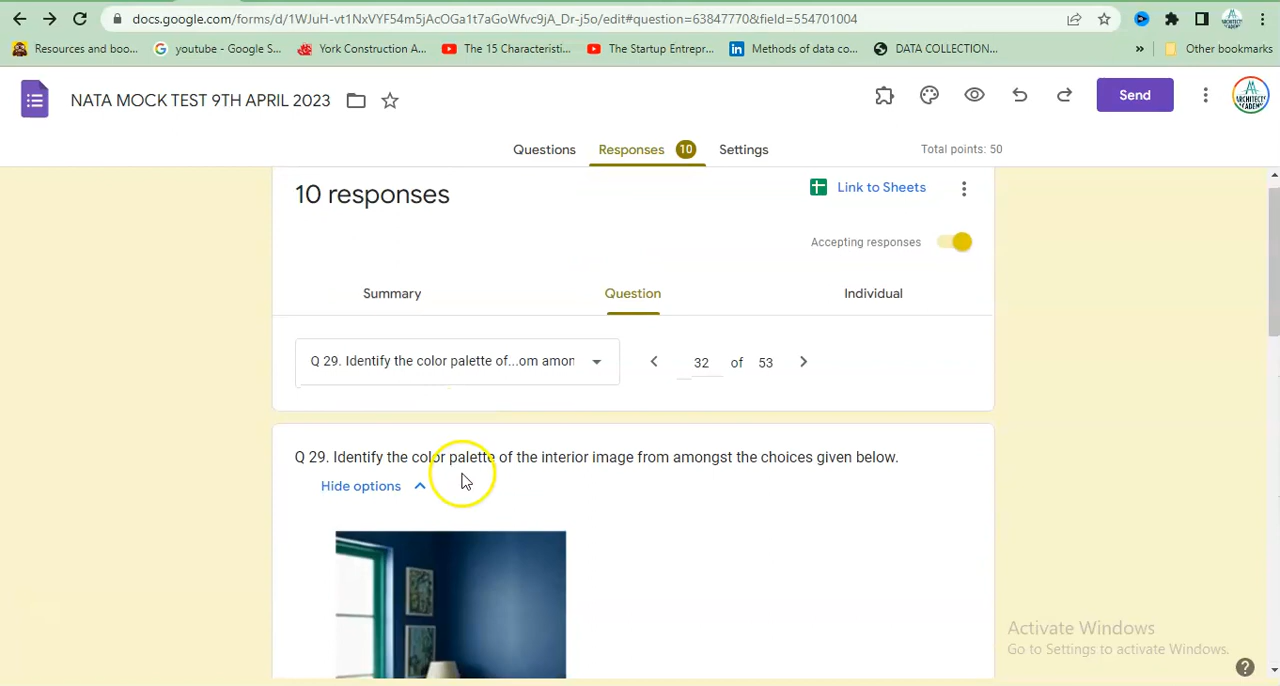 docs.google.com/forms/d/1WJuH-vt1NxVYF54m5jAcOGa1t7aGoWfvc9jA_Dr-j5o/edit#question=63847770&field=554701004
Resources and boo... youtube - Google S... York Construction A... The 15 Characteristi... The Startup Entrepr... Methods of data co... DATA COLLECTION... » Other bookmarks
NATA MOCK TEST 9TH APRIL 2023 Send
Questions Responses 10 Settings Total points: 50
10 responses Link to Sheets
Accepting responses
Summary Question Individual
Q 29. Identify the color palette of...om amon 32 of 53
Q 29. Identify the color palette of the interior image from amongst the choices given below.
Hide options
Activate Windows
Go to Settings to activate Windows.